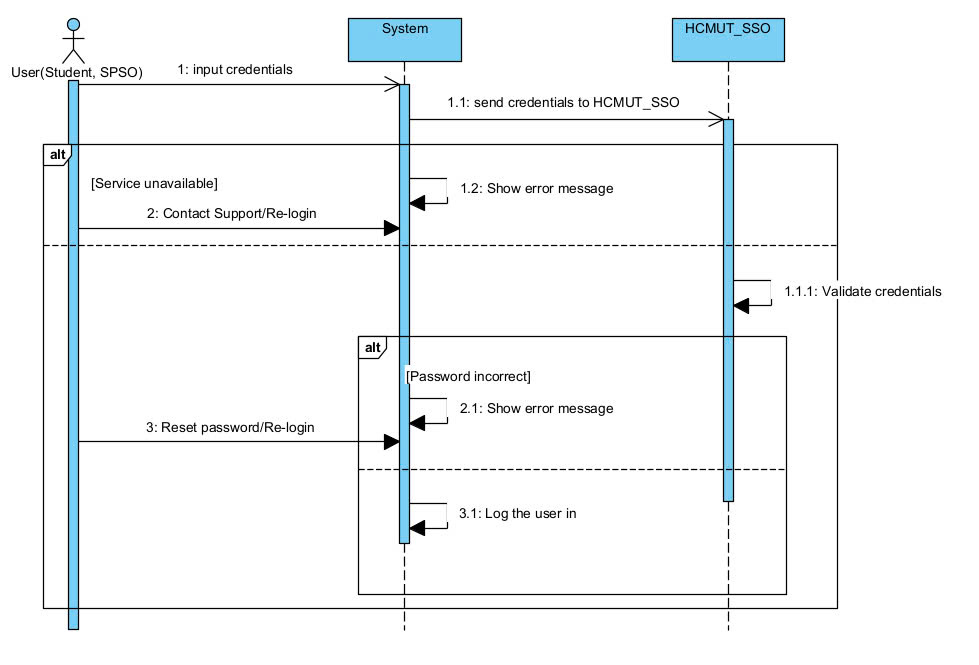 System
HCMUT_SSO
User(Student, SPSO)
1: input credentials
1.1: send credentials to HCMUT_SSO
alt
[Service unavailable]
1.2: Show error message
2: Contact Support/Re-login
1.1.1: Validate credentials
alt
[Password incorrect]
2.1: Show error message
3: Reset password/Re-login
3.1: Log the user in